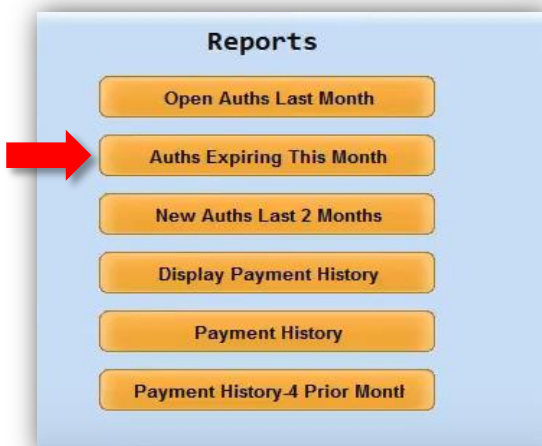 Reports
Open Auths Last Month
Auths Expiring This Month
New Auths Last 2 Months
Display Payment History
Payment History
Payment History-4 Prior Montl